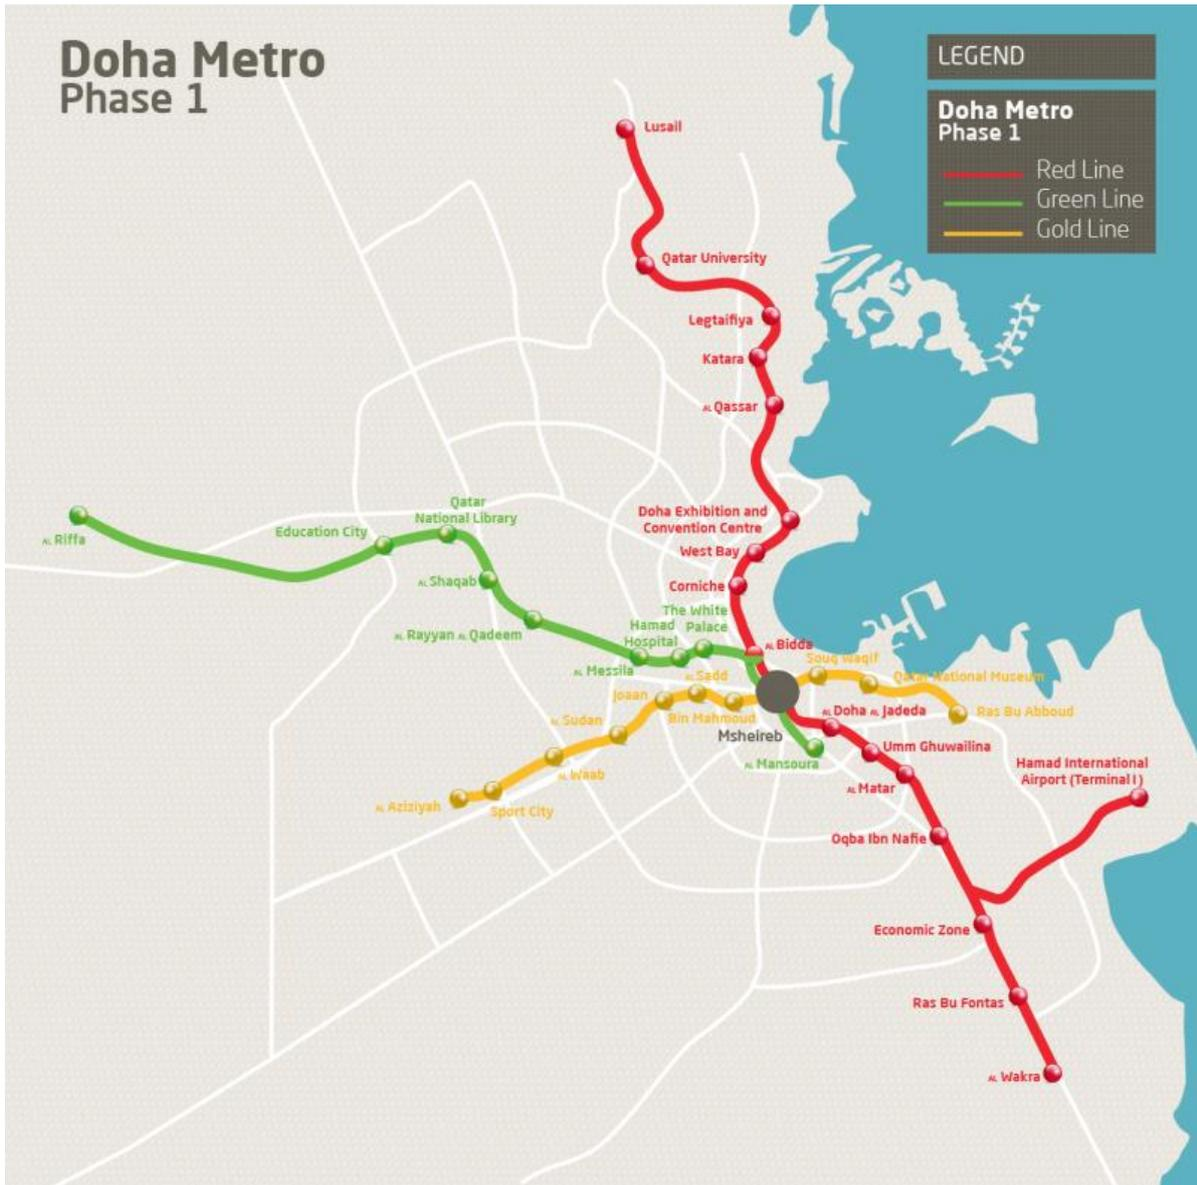 Doha Metro
Phase 1
LEGEND
Doha Metro
Phase 1
Red Line
Green Line
Gold Line
Lusail
Qatar University
Legtaifiya
Katara
AL Qassar
Doha Exhibition and
Convention Centre
West Bay
Corniche
AL Bidda
Qatar
National Library
Education City
AL Riffa
AL Shaqab
AL Rayyan AL Qadeem
The White
Palace
Hamad
Hospital
AL Messila
Souq Waqif
Qatar National Museum
Ras Bu Abboud
AL Sadd
Joaan
Bin Mahmoud
AL Sudan
Msheireb
AL Doha AL Jadeda
AL Mansoura
AL Waab
AL Aziziyah
Sport City
Umm Ghuwailina
AL Matar
Hamad International
Airport (Terminal I)
Oqba Ibn Nafie
Economic Zone
Ras Bu Fontas
AL Wakra